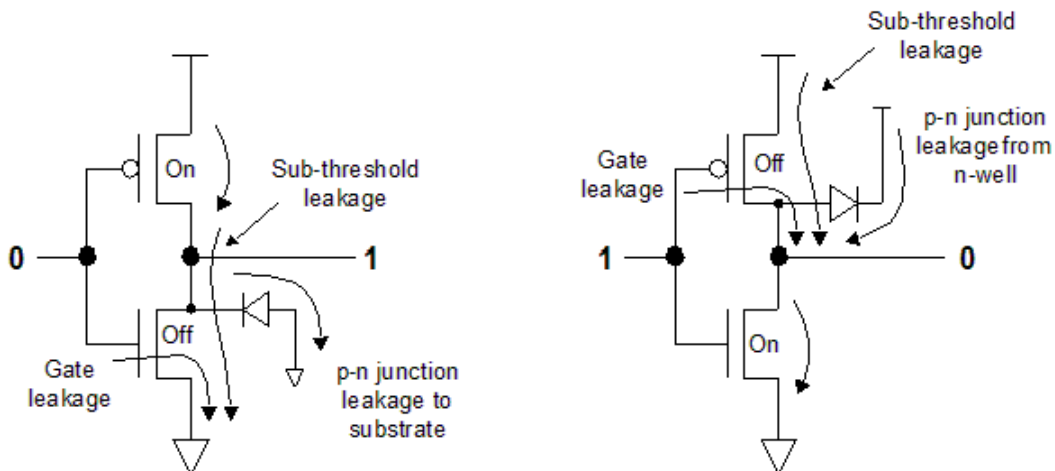 On
Sub-threshold
leakage
0
1
Off
Gate
leakage
p-n junction
leakage to
substrate
Sub-threshold
leakage
p-n junction
leakage from
n-well
Gate
leakage
Off
1
0
On